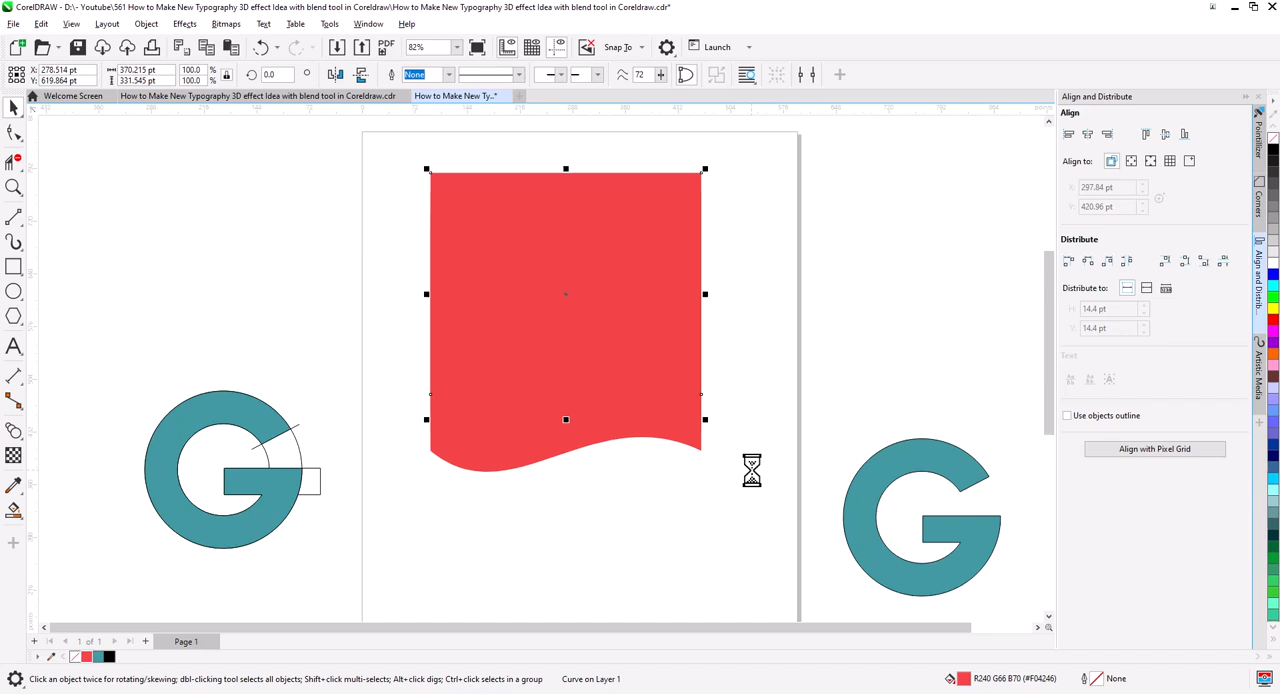 CorelDRAW - D:\- Youtube\561 How to Make New Typography 3D effect Idea with blend tool in Coreldraw\How to Make New Typography 3D effect Idea with blend tool in Coreldraw.cdr*
File Edit View Layout Object Effects Bitmaps Text Table Tools Window Help
PDF 82% Snap To Launch
X: 278.514 pt 370.215 pt 100.0 % 0.0 None 72
Y: 619.864 pt 331.545 pt 100.0 %
Welcome Screen How to Make New Typography 3D effect Idea with blend tool in Coreldraw.cdr How to Make New Ty...*
Align and Distribute
Align
Align to:
X: 297.84 pt
Y: 420.96 pt
Distribute
Distribute to:
H: 14.4 pt
V: 14.4 pt
Text
Use objects outline
Align with Pixel Grid
Pointillizer
Corners
Align and Distrib...
Artistic Media
G
G
1 of 1 Page 1
Click an object twice for rotating/skewing; dbl-clicking tool selects all objects; Shift+click multi-selects; Alt+click digs; Ctrl+click selects in a group Curve on Layer 1 R240 G66 B70 (#F04246) None